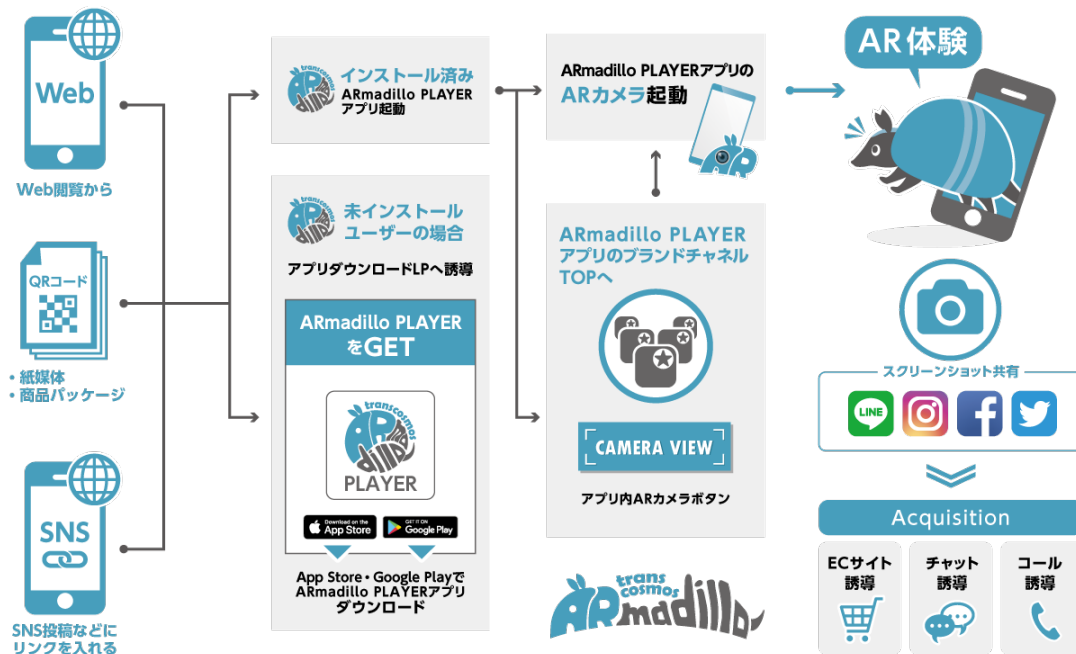 Web
Web閲覧から
QRコード
・紙媒体
・商品パッケージ
SNS
SNS投稿などに
リンクを入れる
transcosmos
ARmadillo
インストール済み
ARmadillo PLAYER
アプリ起動
transcosmos
ARmadillo
未インストール
ユーザーの場合
アプリダウンロードLPへ誘導
ARmadillo PLAYER
をGET
transcosmos
ARmadillo
PLAYER
Download on the
App Store
GET IT ON
Google Play
App Store・Google Playで
ARmadillo PLAYERアプリ
ダウンロード
ARmadillo PLAYERアプリの
ARカメラ起動
AR
ARmadillo PLAYER
アプリのブランドチャネル
TOPへ
CAMERA VIEW
アプリ内ARカメラボタン
trans
cosmos
ARmadillo
AR体験
スクリーンショット共有
LINE
Acquisition
ECサイト
誘導
チャット
誘導
コール
誘導